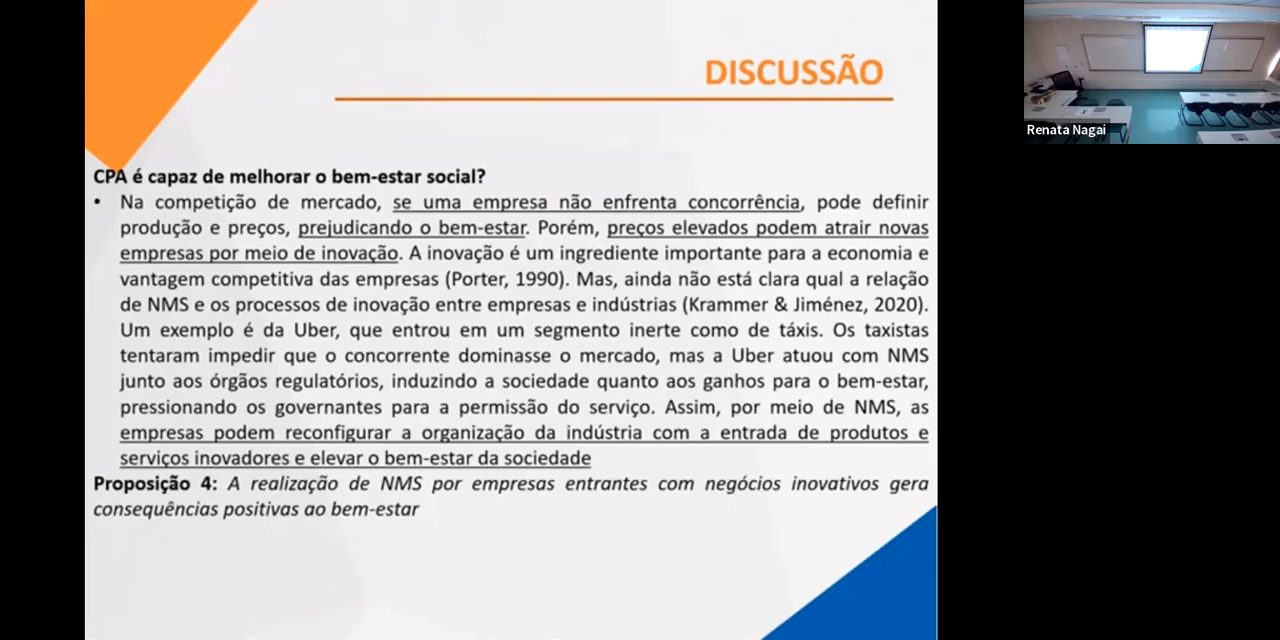 DISCUSSÃO
CPA é capaz de melhorar o bem-estar social?
• Na competição de mercado, se uma empresa não enfrenta concorrência, pode definir
produção e preços, prejudicando o bem-estar. Porém, preços elevados podem atrair novas
empresas por meio de inovação. A inovação é um ingrediente importante para a economia e
vantagem competitiva das empresas (Porter, 1990). Mas, ainda não está clara qual a relação
de NMS e os processos de inovação entre empresas e indústrias (Krammer & Jiménez, 2020).
Um exemplo é da Uber, que entrou em um segmento inerte como de táxis. Os taxistas
tentaram impedir que o concorrente dominasse o mercado, mas a Uber atuou com NMS
junto aos órgãos regulatórios, induzindo a sociedade quanto aos ganhos para o bem-estar,
pressionando os governantes para a permissão do serviço. Assim, por meio de NMS, as
empresas podem reconfigurar a organização da indústria com a entrada de produtos e
serviços inovadores e elevar o bem-estar da sociedade
Proposição 4: A realização de NMS por empresas entrantes com negócios inovativos gera
consequências positivas ao bem-estar
Renata Nagai